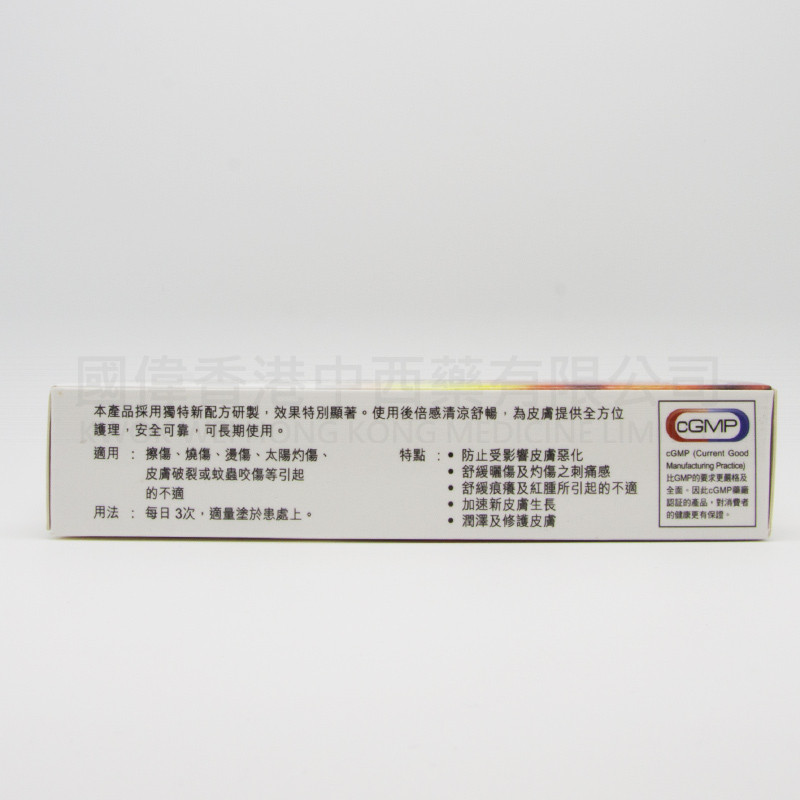 國偉香港中西藥有限公司
KWOK WEI HONG KONG MEDICINE LIMITED
本產品採用獨特新配方研製，效果特別顯著。使用後倍感清涼舒暢，為皮膚提供全方位
護理，安全可靠，可長期使用。
適用 ： 擦傷、燒傷、燙傷、太陽灼傷、
皮膚破裂或蚊蟲咬傷等引起
的不適
用法 ： 每日 3次，適量塗於患處上。
特點 ： • 防止受影響皮膚惡化
• 舒緩曬傷及灼傷之刺痛感
• 舒緩痕癢及紅腫所引起的不適
• 加速新皮膚生長
• 潤澤及修護皮膚
cGMP
cGMP (Current Good
Manufacturing Practice)
比GMP的要求更嚴格及
全面。因此cGMP藥廠
認証的產品，對消費者
的健康更有保證。